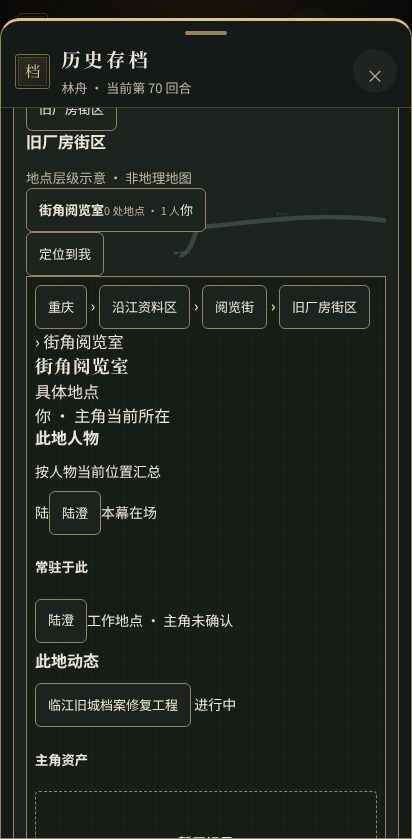 档
历史存档
林舟 · 当前第 70 回合
旧厂房街区
旧厂房街区
地点层级示意 · 非地理地图
街角阅览室0 处地点 · 1 人你
定位到我
重庆 › 沿江资料区 › 阅览街 › 旧厂房街区
› 街角阅览室
街角阅览室
具体地点
你 · 主角当前所在
此地人物
按人物当前位置汇总
陆 陆澄 本幕在场
常驻于此
陆澄 工作地点 · 主角未确认
此地动态
临江旧城档案修复工程 进行中
主角资产